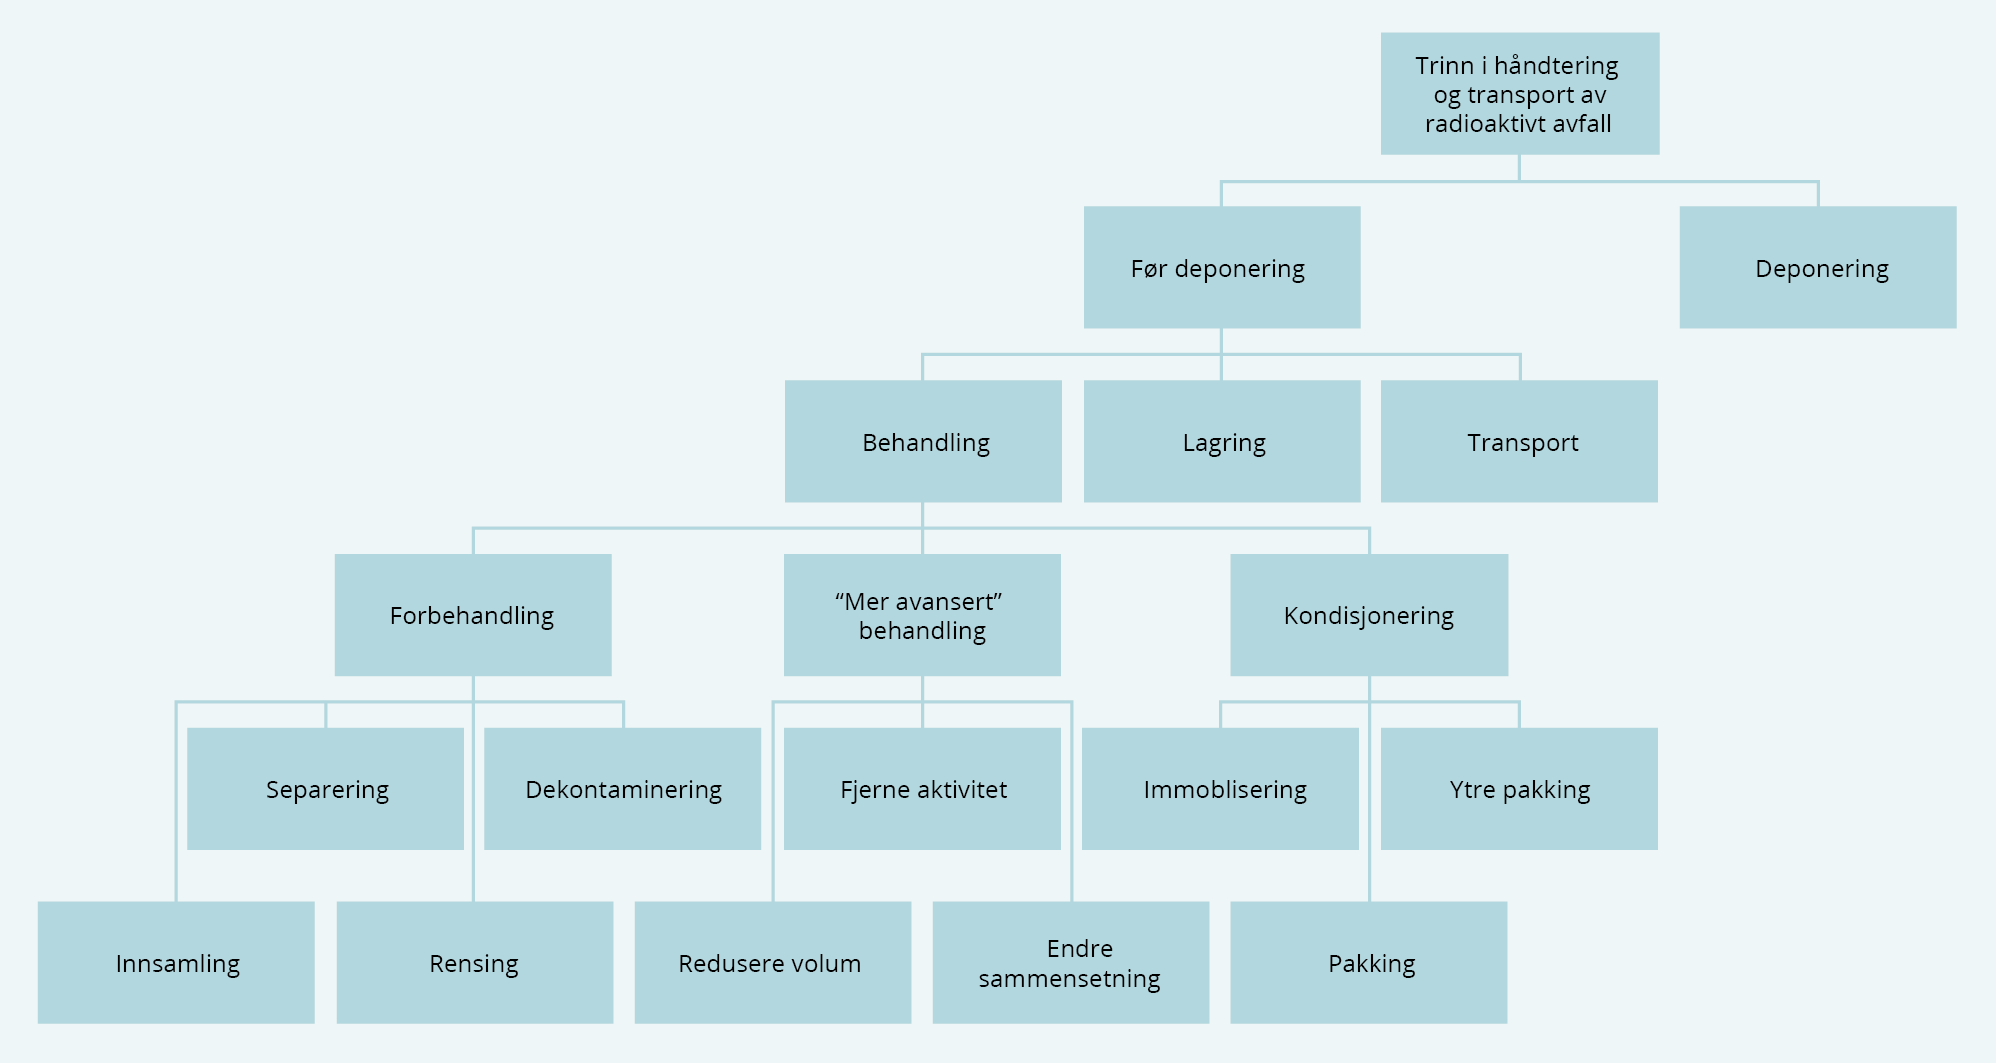 Trinn i håndtering
og transport av
radioaktivt avfall
Før deponering
Deponering
Behandling
Lagring
Transport
Forbehandling
“Mer avansert”
behandling
Kondisjonering
Separering
Dekontaminering
Fjerne aktivitet
Immoblisering
Ytre pakking
Innsamling
Rensing
Redusere volum
Endre
sammensetning
Pakking